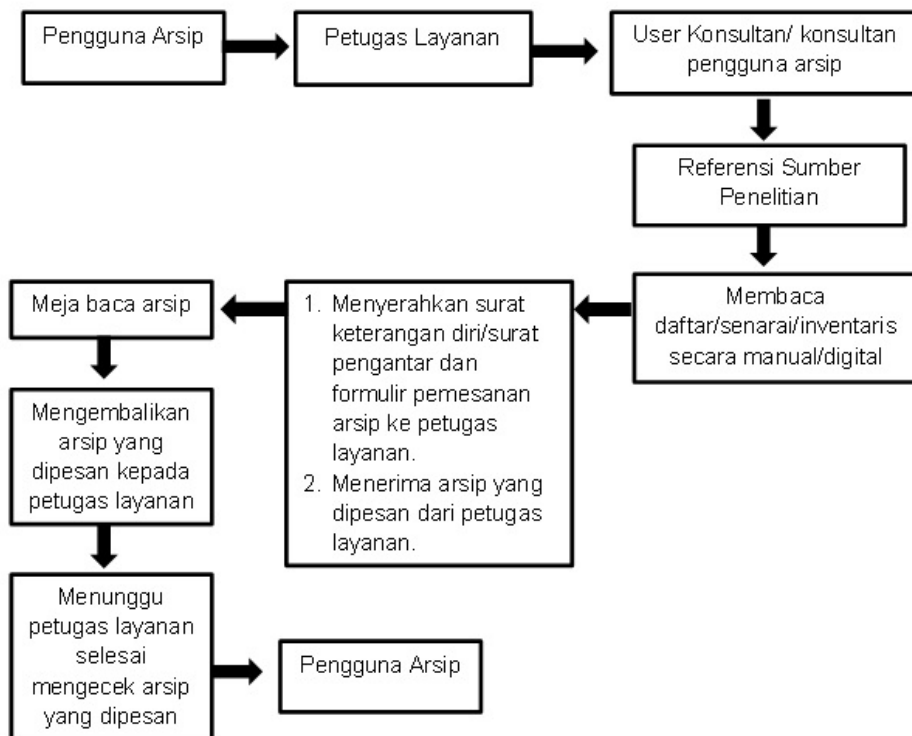 Pengguna Arsip
Petugas Layanan
User Konsultan/ konsultan
pengguna arsip
Referensi Sumber
Penelitian
Membaca
daftar/senarai/inventaris
secara manual/digital
1. Menyerahkan surat
keterangan diri/surat
pengantar dan
formulir pemesanan
arsip ke petugas
layanan.
2. Menerima arsip yang
dipesan dari petugas
layanan.
Meja baca arsip
Mengembalikan
arsip yang
dipesan kepada
petugas layanan
Menunggu
petugas layanan
selesai
mengecek arsip
yang dipesan
Pengguna Arsip